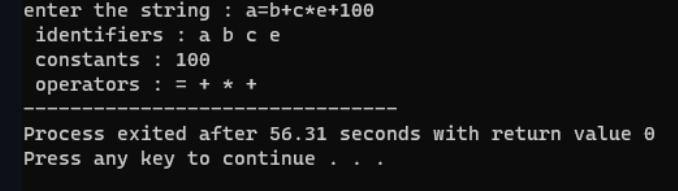 enter the string : a=b+c*e+100
 identifiers : a b c e
 constants : 100
 operators : = + * +
--------------------------------
Process exited after 56.31 seconds with return value 0
Press any key to continue . . .